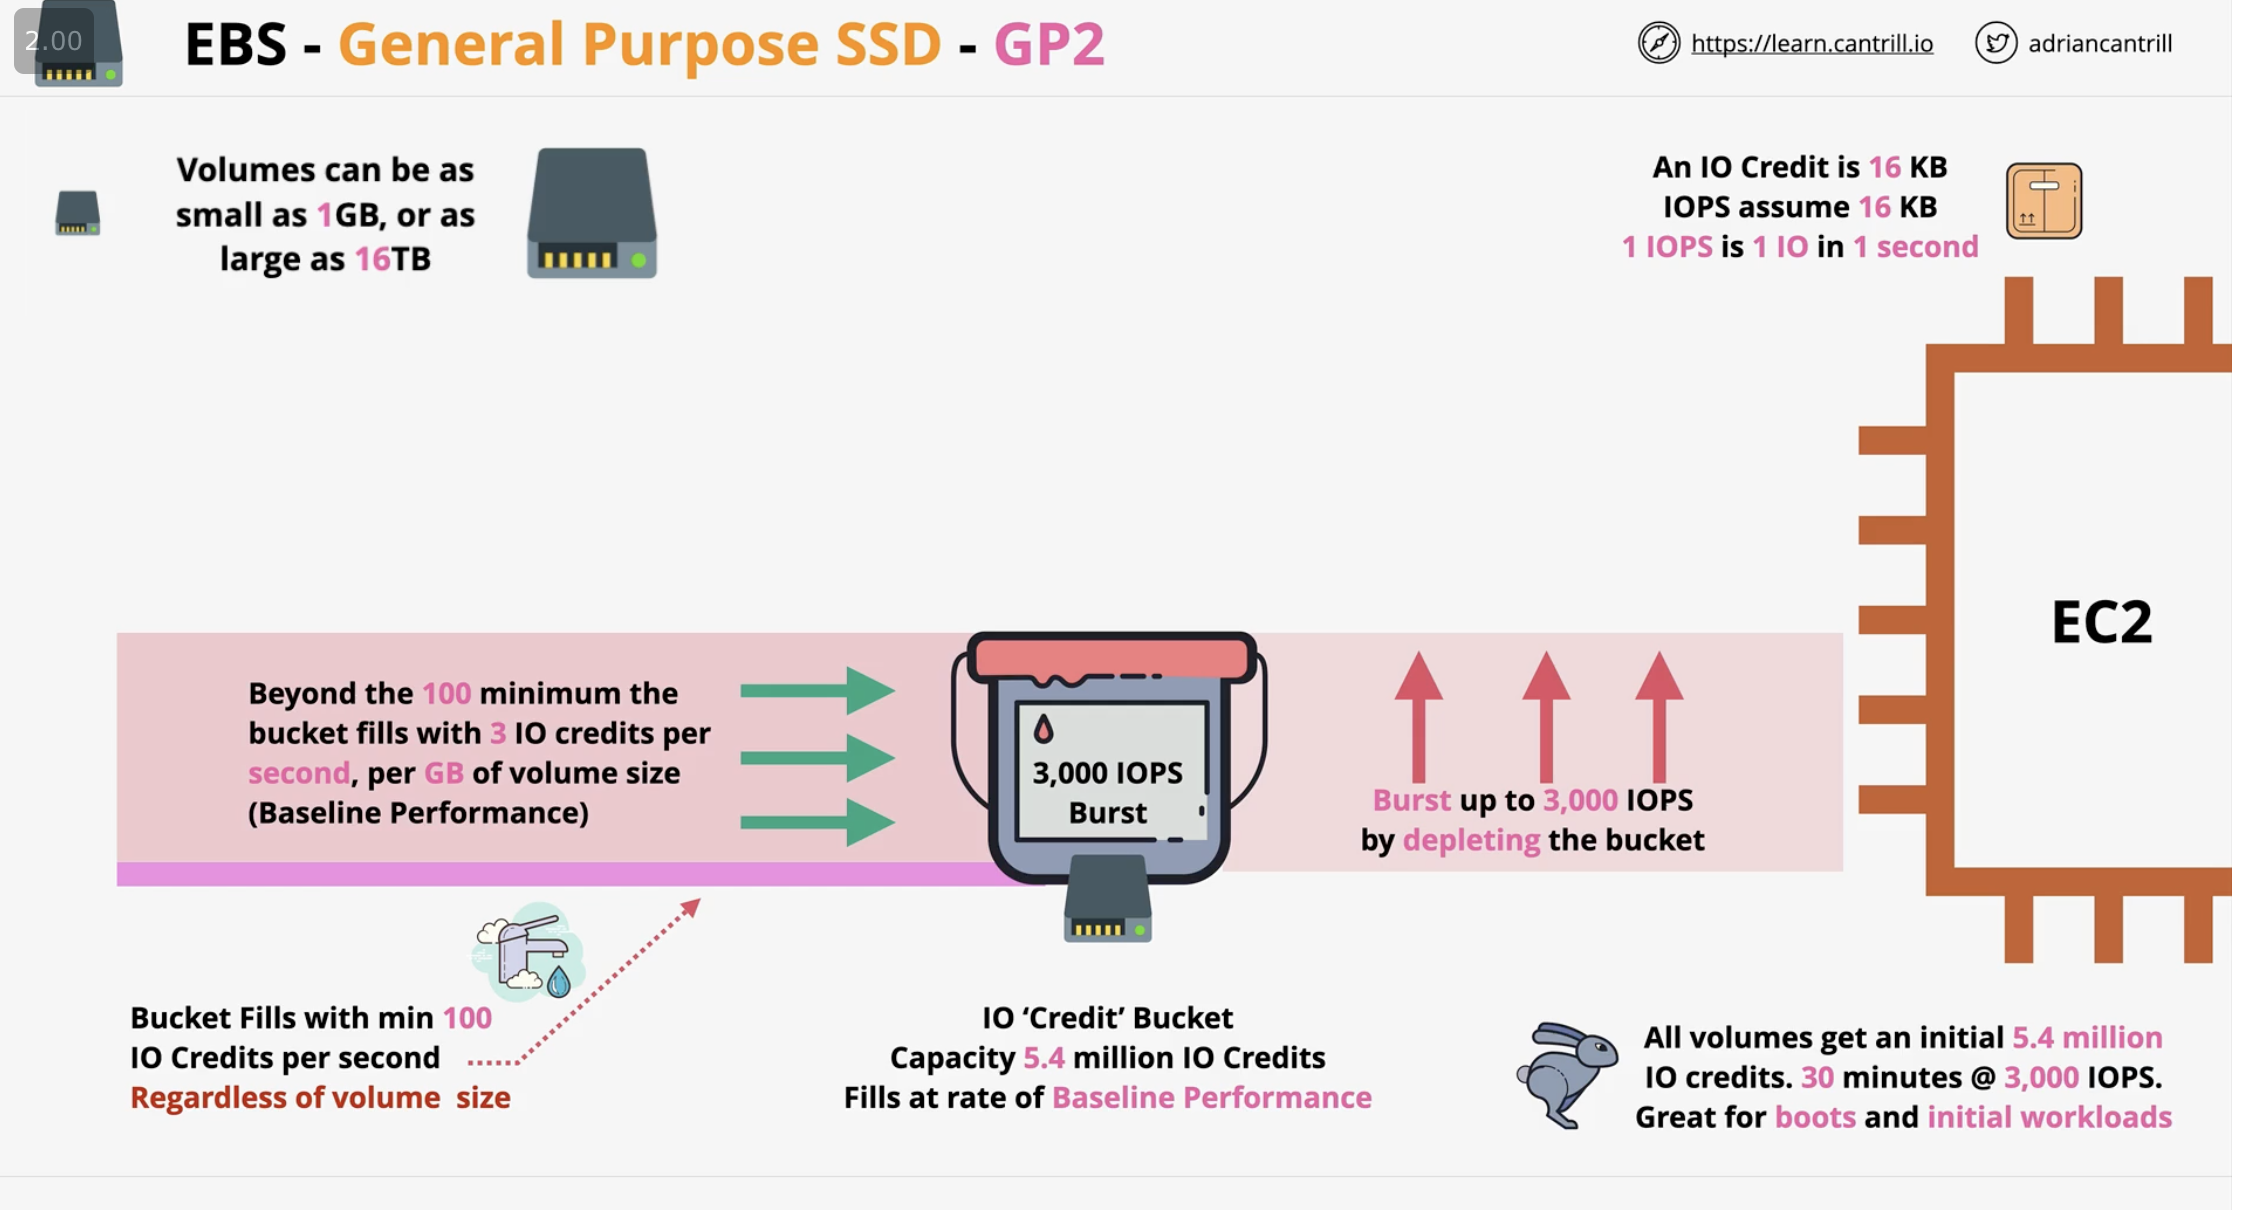 2.00
EBS - General Purpose SSD - GP2
https://learn.cantrill.io
adriancantrill
Volumes can be as
small as 1GB, or as
large as 16TB
An IO Credit is 16 KB
IOPS assume 16 KB
1 IOPS is 1 IO in 1 second
EC2
Beyond the 100 minimum the
bucket fills with 3 IO credits per
second, per GB of volume size
(Baseline Performance)
3,000 IOPS
Burst
Burst up to 3,000 IOPS
by depleting the bucket
Bucket Fills with min 100
IO Credits per second
Regardless of volume size
IO ‘Credit’ Bucket
Capacity 5.4 million IO Credits
Fills at rate of Baseline Performance
All volumes get an initial 5.4 million
IO credits. 30 minutes @ 3,000 IOPS.
Great for boots and initial workloads